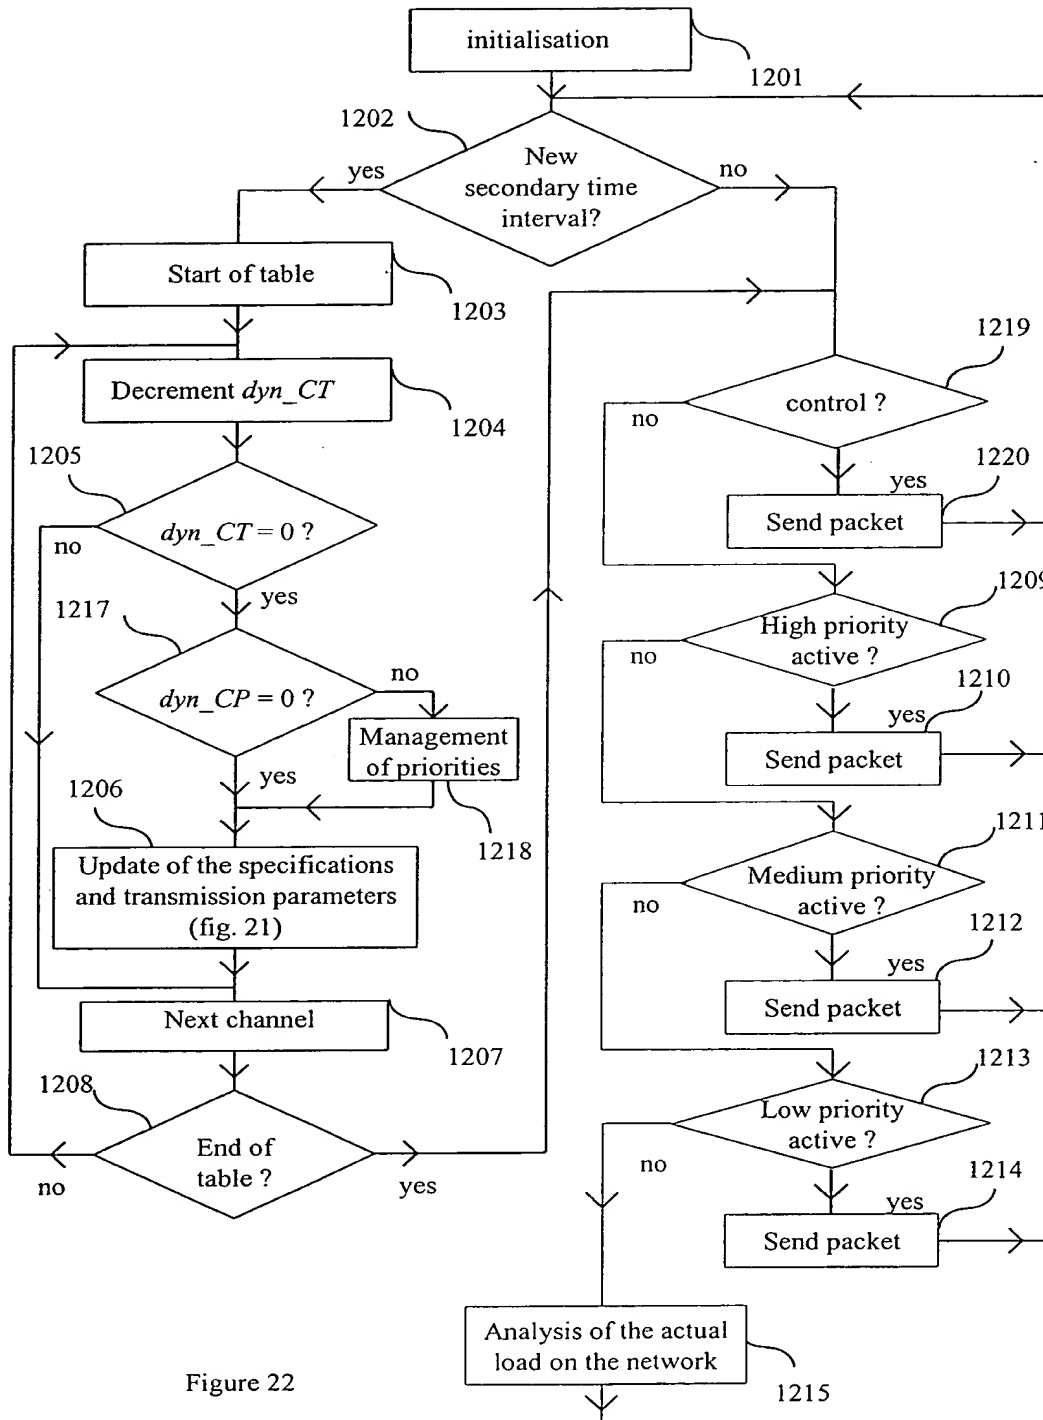 initialisation
1201
1202
New
secondary time
interval?
yes
no
Start of table
1203
Decrement dyn_CT
1204
1205
dyn_CT = 0 ?
no
yes
1217
dyn_CP = 0 ?
no
yes
Management
of priorities
1218
1206
Update of the specifications
and transmission parameters
(fig. 21)
Next channel
1207
1208
End of
table ?
no
yes
1219
control ?
no
yes
1220
Send packet
1209
High priority
active ?
no
yes
1210
Send packet
1211
Medium priority
active ?
no
yes
1212
Send packet
1213
Low priority
active ?
no
yes
1214
Send packet
Analysis of the actual
load on the network
1215
Figure 22